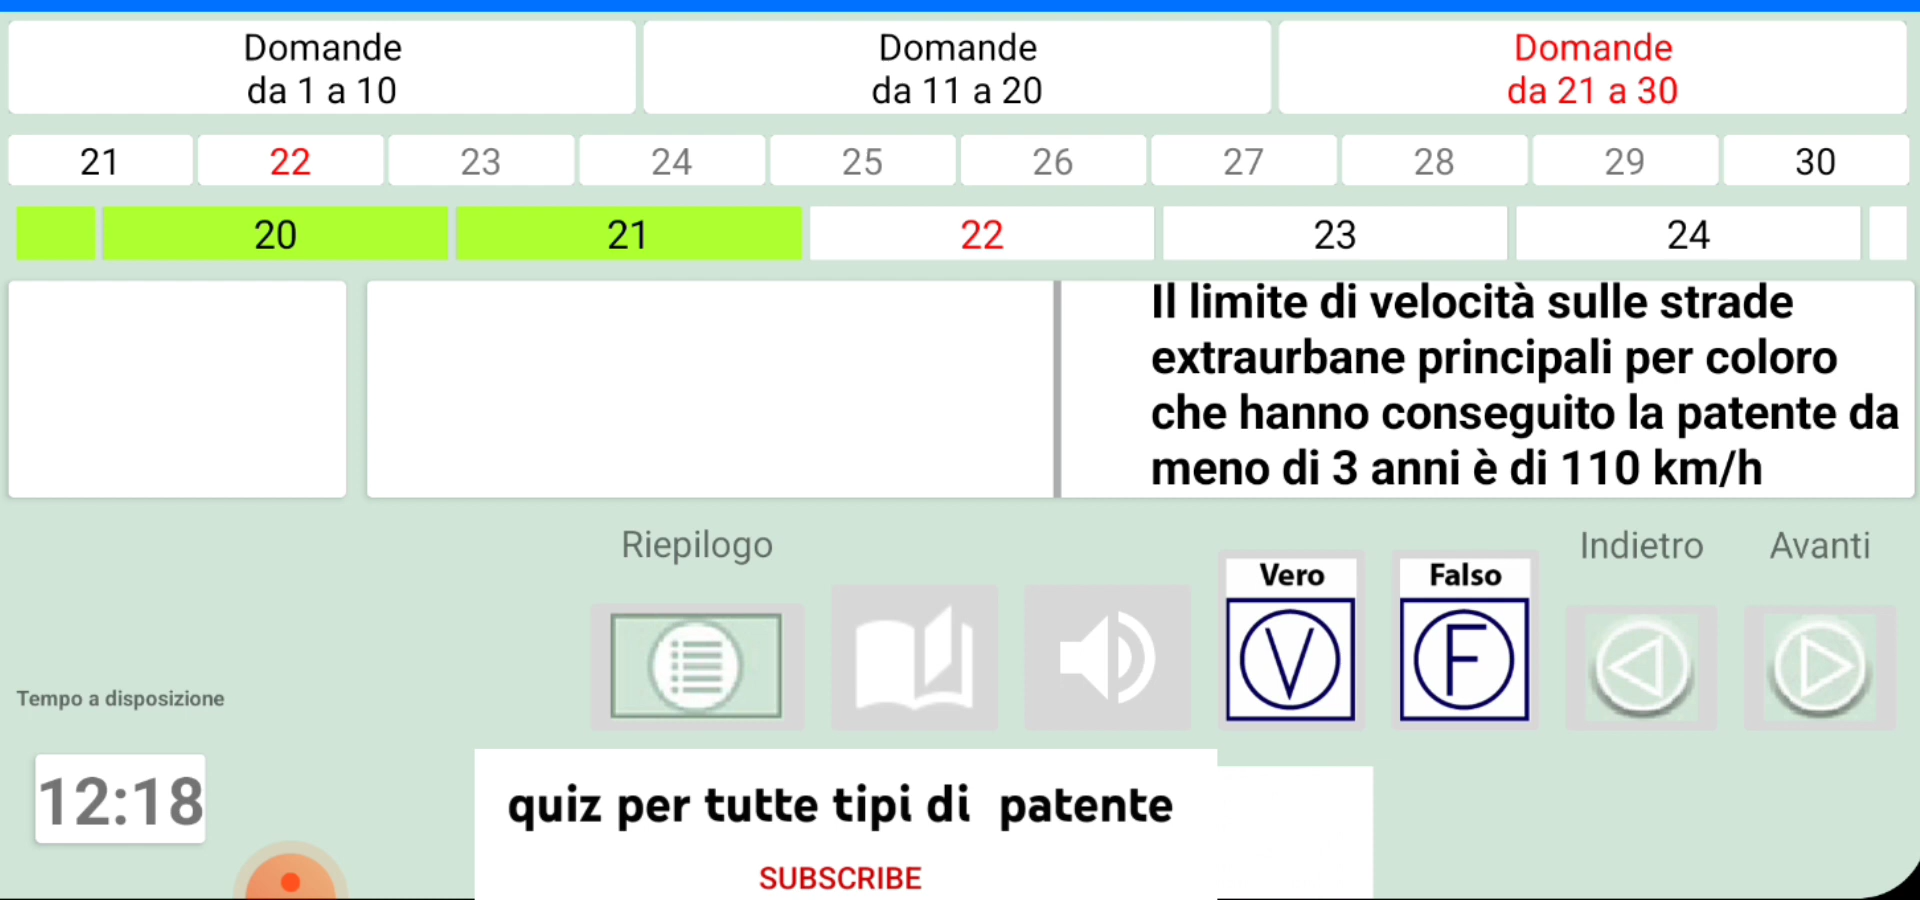 Domande
da 1 a 10
Domande
da 11 a 20
Domande
da 21 a 30
21 22 23 24 25 26 27 28 29 30
20 21 22 23 24
Il limite di velocità sulle strade
extraurbane principali per coloro
che hanno conseguito la patente da
meno di 3 anni è di 110 km/h
Riepilogo
Vero
V
Falso
F
Indietro
Avanti
Tempo a disposizione
12:18
quiz per tutte tipi di patente
SUBSCRIBE